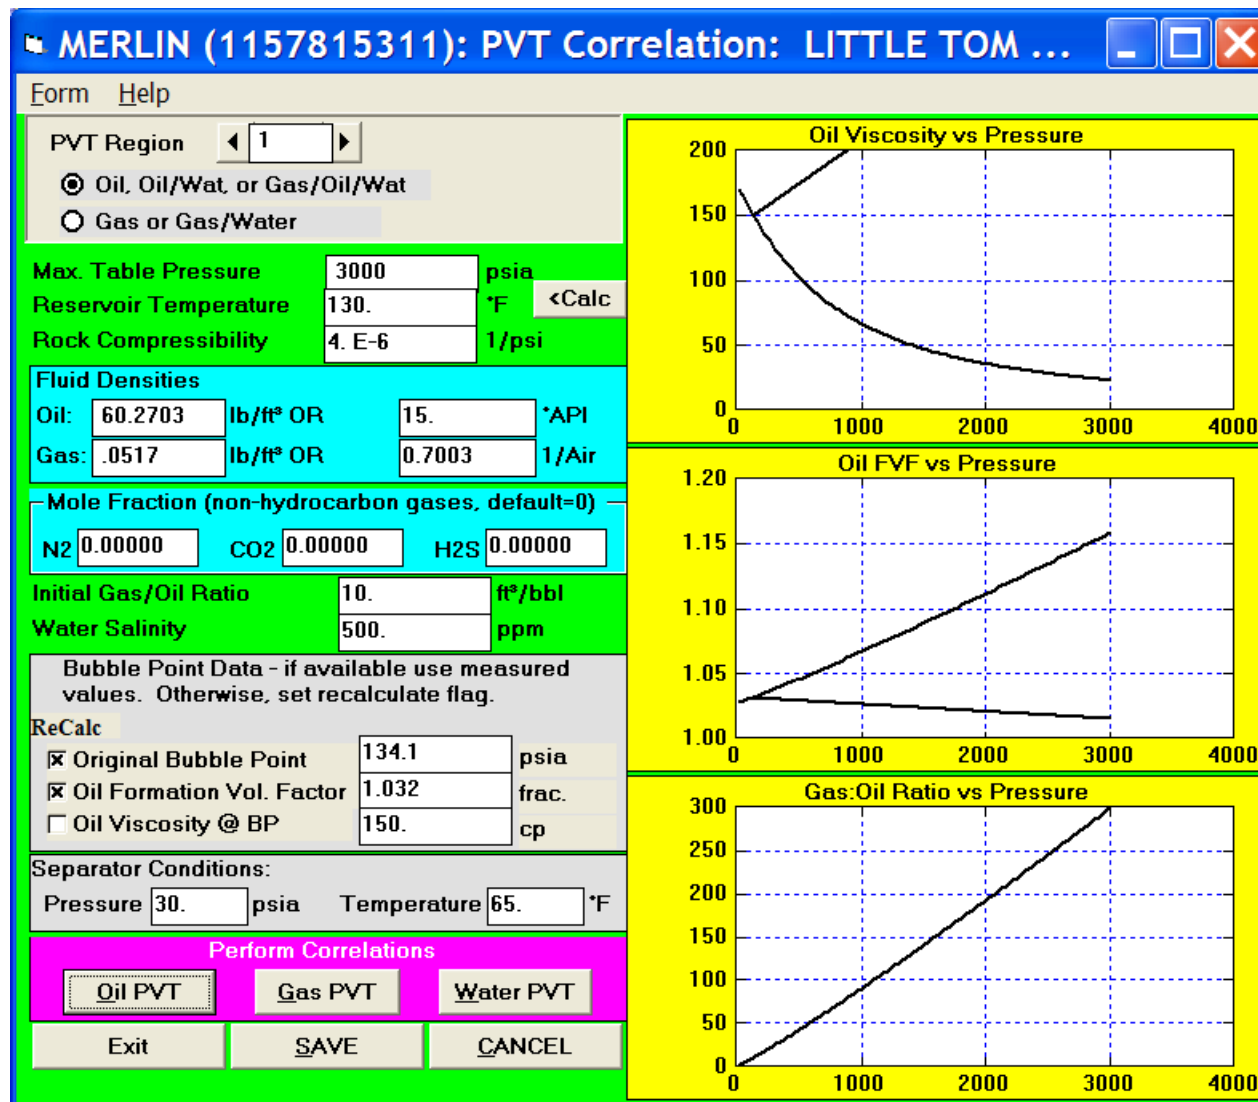 MERLIN (1157815311): PVT Correlation: LITTLE TOM ...
Form Help
PVT Region 1
Oil, Oil/Wat, or Gas/Oil/Wat
Gas or Gas/Water
Max. Table Pressure 3000 psia
Reservoir Temperature 130. °F <Calc
Rock Compressibility 4. E-6 1/psi
Fluid Densities
Oil: 60.2703 lb/ft³ OR 15. °API
Gas: .0517 lb/ft³ OR 0.7003 1/Air
Mole Fraction (non-hydrocarbon gases, default=0)
N2 0.00000 CO2 0.00000 H2S 0.00000
Initial Gas/Oil Ratio 10. ft³/bbl
Water Salinity 500. ppm
Bubble Point Data - if available use measured
values. Otherwise, set recalculate flag.
ReCalc
Original Bubble Point 134.1 psia
Oil Formation Vol. Factor 1.032 frac.
Oil Viscosity @ BP 150. cp
Separator Conditions:
Pressure 30. psia Temperature 65. °F
Perform Correlations
Oil PVT Gas PVT Water PVT
Exit SAVE CANCEL
Oil Viscosity vs Pressure
200
150
100
50
0
0 1000 2000 3000 4000
Oil FVF vs Pressure
1.20
1.15
1.10
1.05
1.00
0 1000 2000 3000 4000
Gas:Oil Ratio vs Pressure
300
250
200
150
100
50
0
0 1000 2000 3000 4000